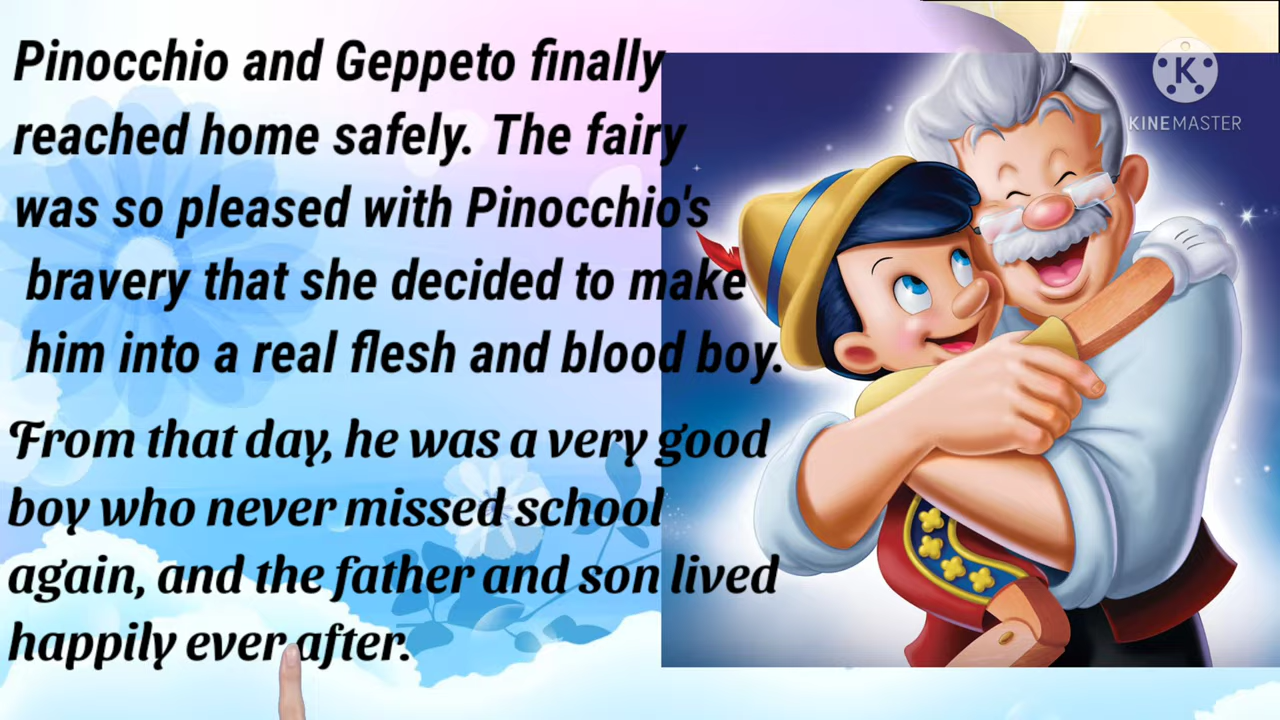 Pinocchio and Geppeto finally
reached home safely. The fairy
was so pleased with Pinocchio's
bravery that she decided to make
him into a real flesh and blood boy.
From that day, he was a very good
boy who never missed school
again, and the father and son lived
happily ever after.
K
KINEMASTER